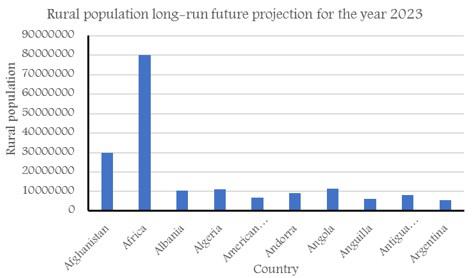 Rural population long-run future projection for the year 2023
Rural population
90000000
80000000
70000000
60000000
50000000
40000000
30000000
20000000
10000000
0
Afghanistan
Africa
Albania
Algeria
American…
Andorra
Angola
Anguilla
Antigua…
Argentina
Country